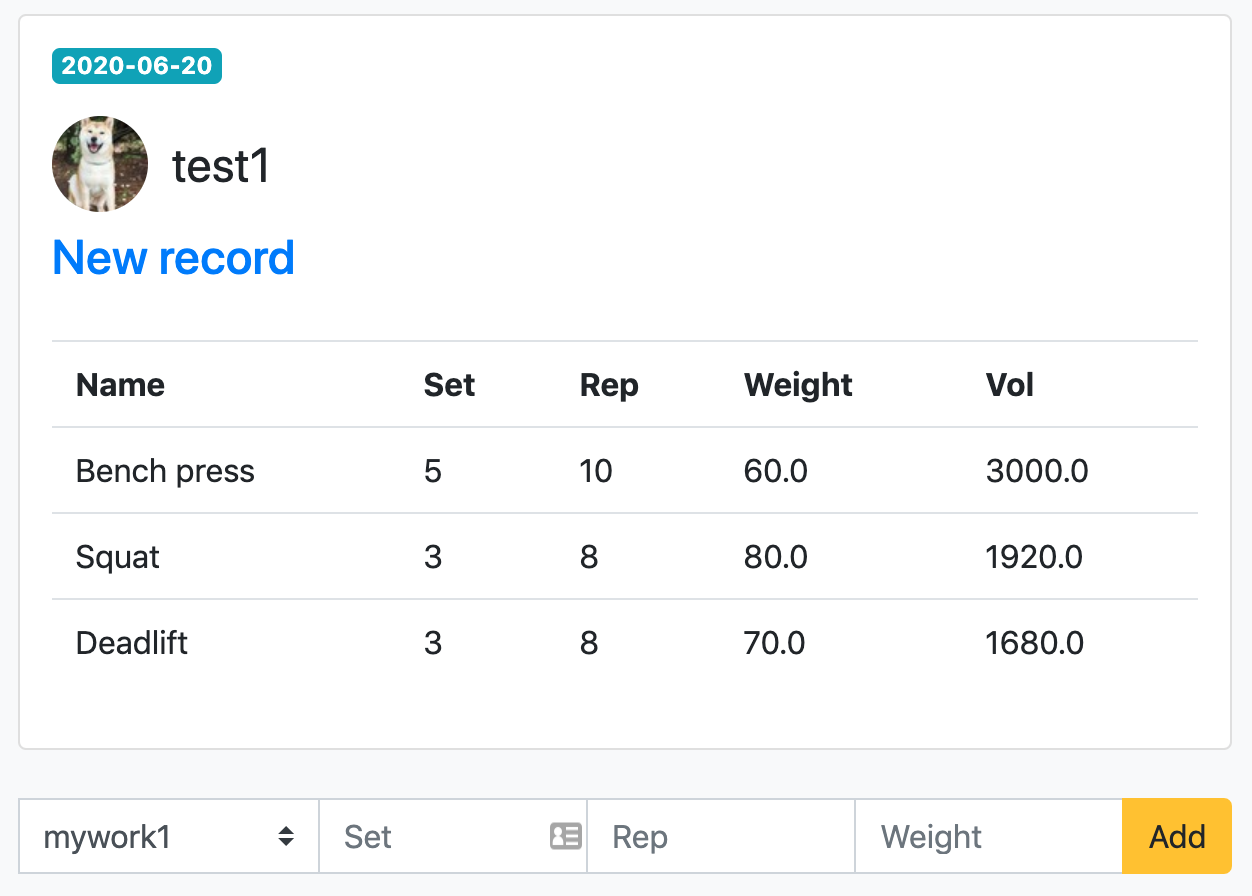 2020-06-20
test1
New record
Name Set Rep Weight Vol
Bench press 5 10 60.0 3000.0
Squat 3 8 80.0 1920.0
Deadlift 3 8 70.0 1680.0
mywork1 Set Rep Weight Add